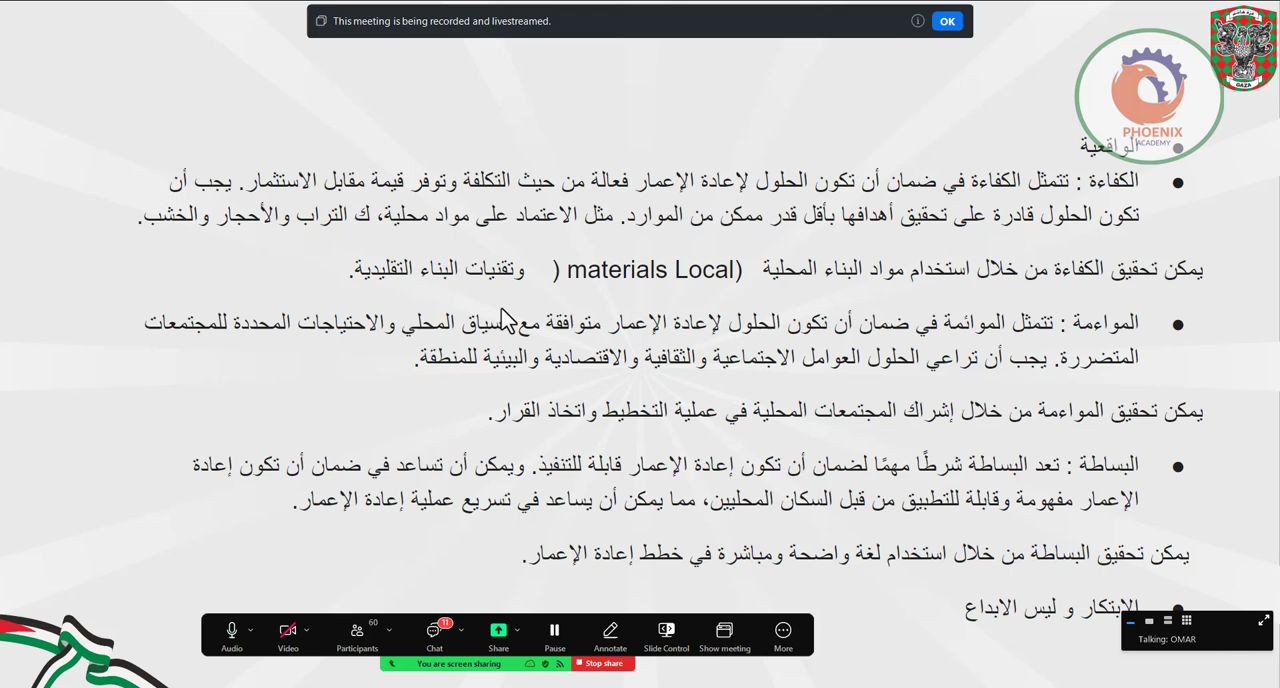 This meeting is being recorded and livestreamed.
OK
غزة هاشم
GAZA
PHOENIX
ACADEMY
الواقعية
الكفاءة : تتمثل الكفاءة في ضمان أن تكون الحلول لإعادة الإعمار فعالة من حيث التكلفة وتوفر قيمة مقابل الاستثمار. يجب أن
تكون الحلول قادرة على تحقيق أهدافها بأقل قدر ممكن من الموارد. مثل الاعتماد على مواد محلية، ك التراب والأحجار والخشب.
يمكن تحقيق الكفاءة من خلال استخدام مواد البناء المحلية (materials Local ) وتقنيات البناء التقليدية.
المواءمة : تتمثل الموائمة في ضمان أن تكون الحلول لإعادة الإعمار متوافقة مع السياق المحلي والاحتياجات المحددة للمجتمعات
المتضررة. يجب أن تراعي الحلول العوامل الاجتماعية والثقافية والاقتصادية والبيئية للمنطقة.
يمكن تحقيق المواءمة من خلال إشراك المجتمعات المحلية في عملية التخطيط واتخاذ القرار.
البساطة : تعد البساطة شرطًا مهمًا لضمان أن تكون إعادة الإعمار قابلة للتنفيذ. ويمكن أن تساعد في ضمان أن تكون إعادة
الإعمار مفهومة وقابلة للتطبيق من قبل السكان المحليين، مما يمكن أن يساعد في تسريع عملية إعادة الإعمار.
يمكن تحقيق البساطة من خلال استخدام لغة واضحة ومباشرة في خطط إعادة الإعمار.
الابتكار و ليس الابداع
60
11
Audio Video Participants Chat Share Pause Annotate Slide Control Show meeting More
Talking: OMAR
You are screen sharing Stop share